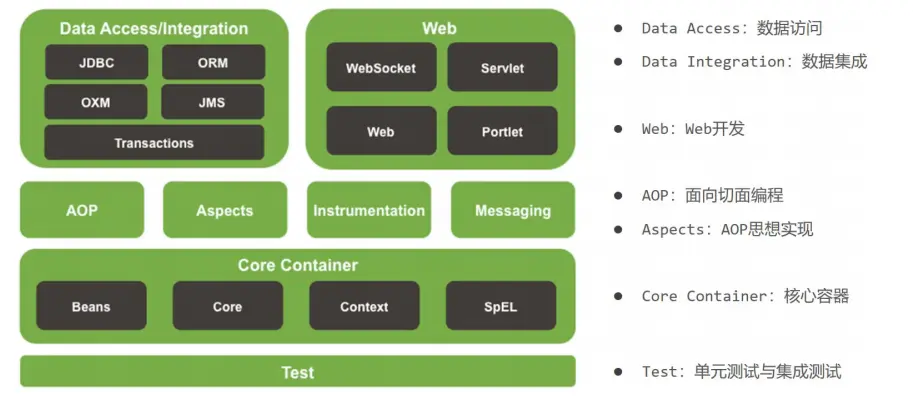 Data Access/Integration
JDBC
ORM
OXM
JMS
Transactions
Web
WebSocket
Servlet
Web
Portlet
AOP
Aspects
Instrumentation
Messaging
Core Container
Beans
Core
Context
SpEL
Test
● Data Access: 数据访问
● Data Integration: 数据集成
● Web: Web开发
● AOP: 面向切面编程
● Aspects: AOP思想实现
● Core Container: 核心容器
● Test: 单元测试与集成测试